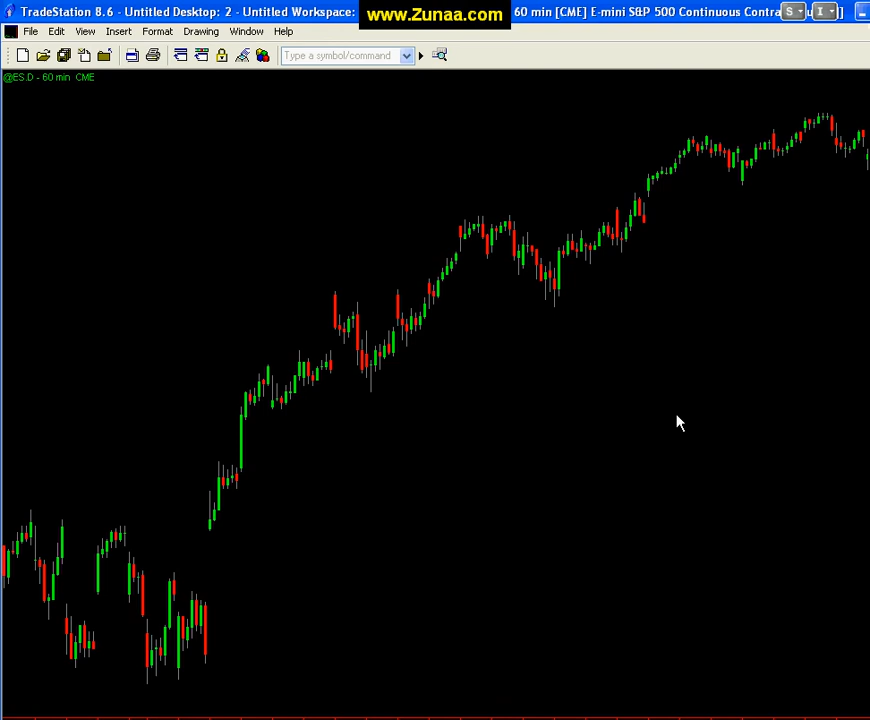 TradeStation 8.6 - Untitled Desktop: 2 - Untitled Workspace:
www.Zunaa.com
60 min [CME] E-mini S&P 500 Continuous Contra
S I
File Edit View Insert Format Drawing Window Help
Type a symbol/command
@ES.D - 60 min CME